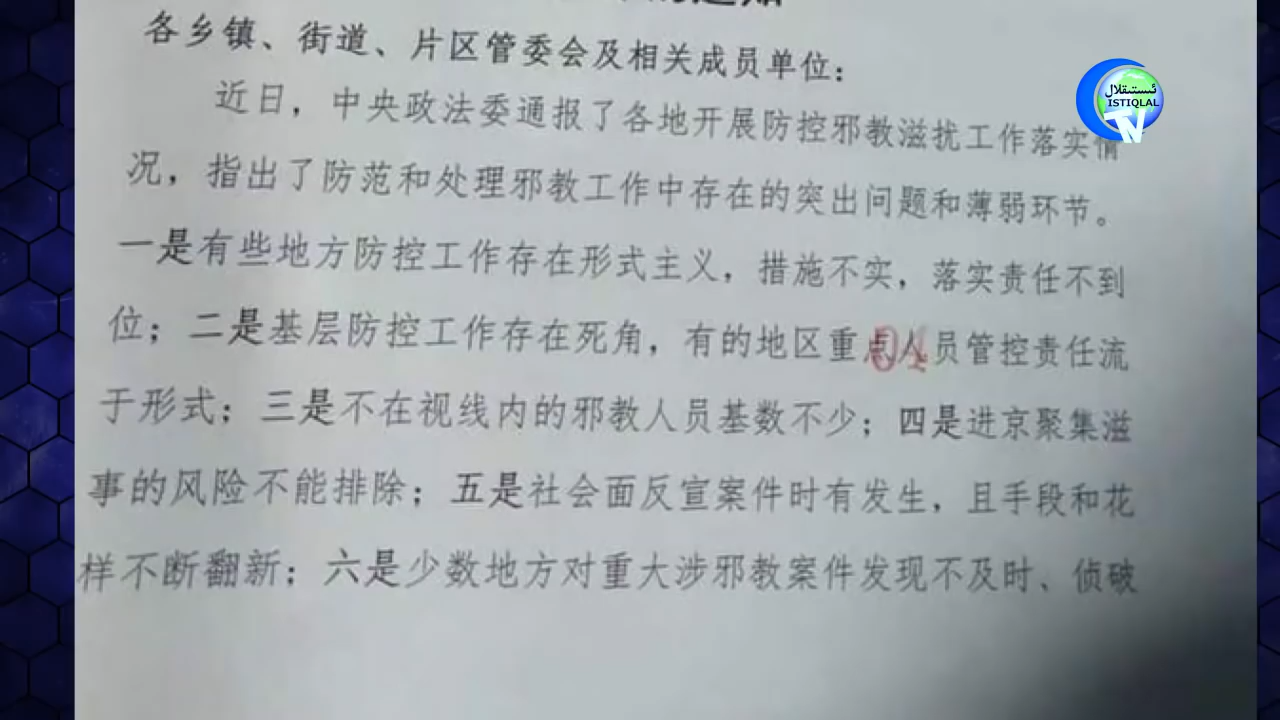 各乡镇、街道、片区管委会及相关成员单位：
近日，中央政法委通报了各地开展防控邪教滋扰工作落实情
况，指出了防范和处理邪教工作中存在的突出问题和薄弱环节。
一是有些地方防控工作存在形式主义，措施不实，落实责任不到
位；二是基层防控工作存在死角，有的地区重点人员管控责任流
于形式；三是不在视线内的邪教人员基数不少；四是进京聚集滋
事的风险不能排除；五是社会面反宣案件时有发生，且手段和花
样不断翻新；六是少数地方对重大涉邪教案件发现不及时、侦破
ئىستىقلال
ISTIQLAL
TV